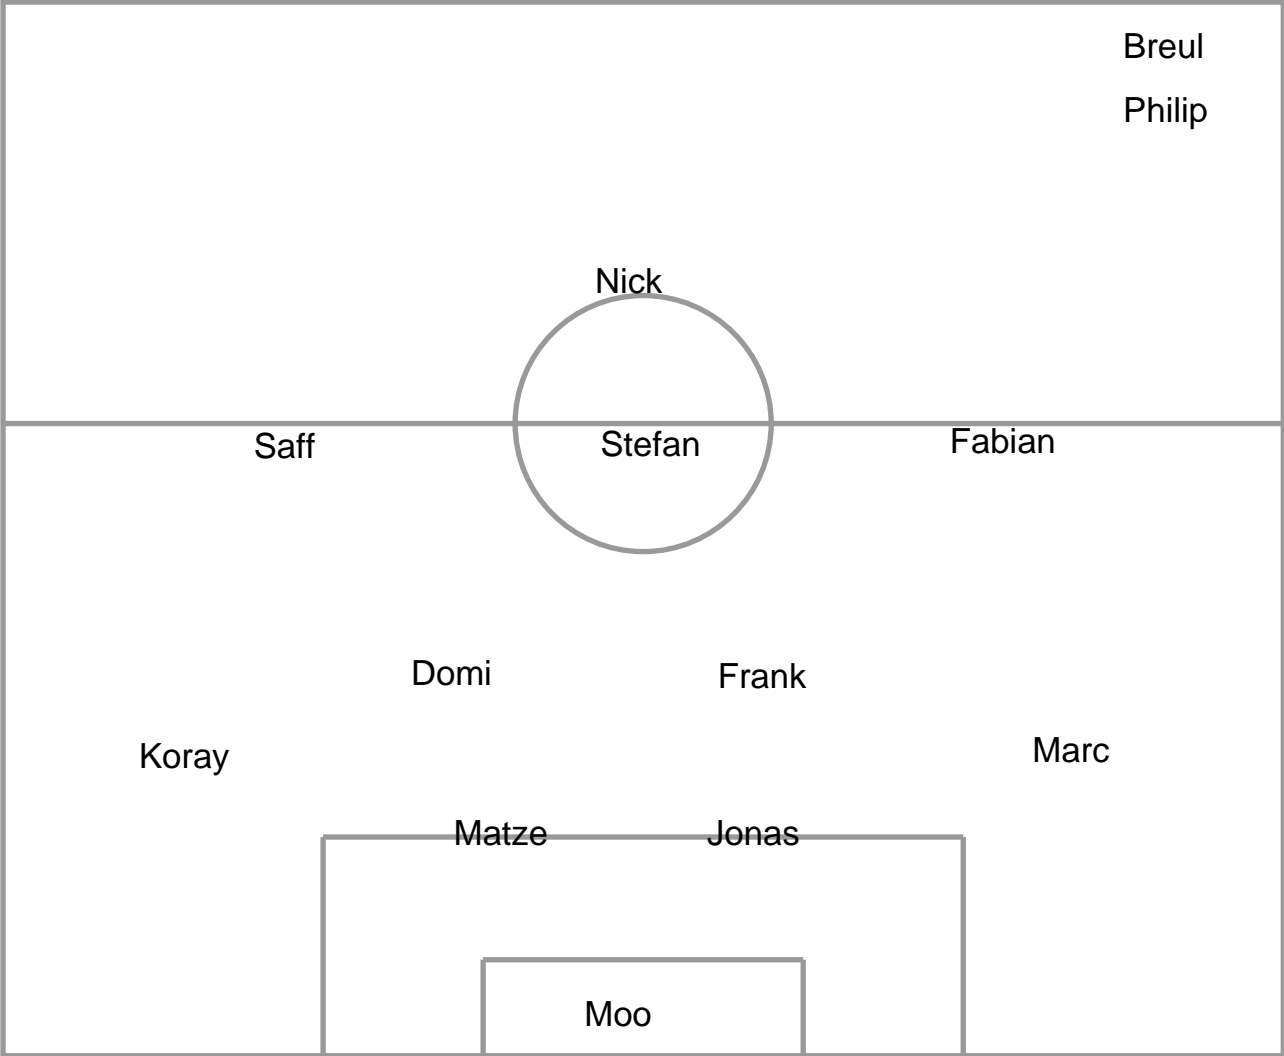 Breul
Philip
Nick
Saff Stefan Fabian
Domi Frank
Koray Marc
Matze Jonas
Moo